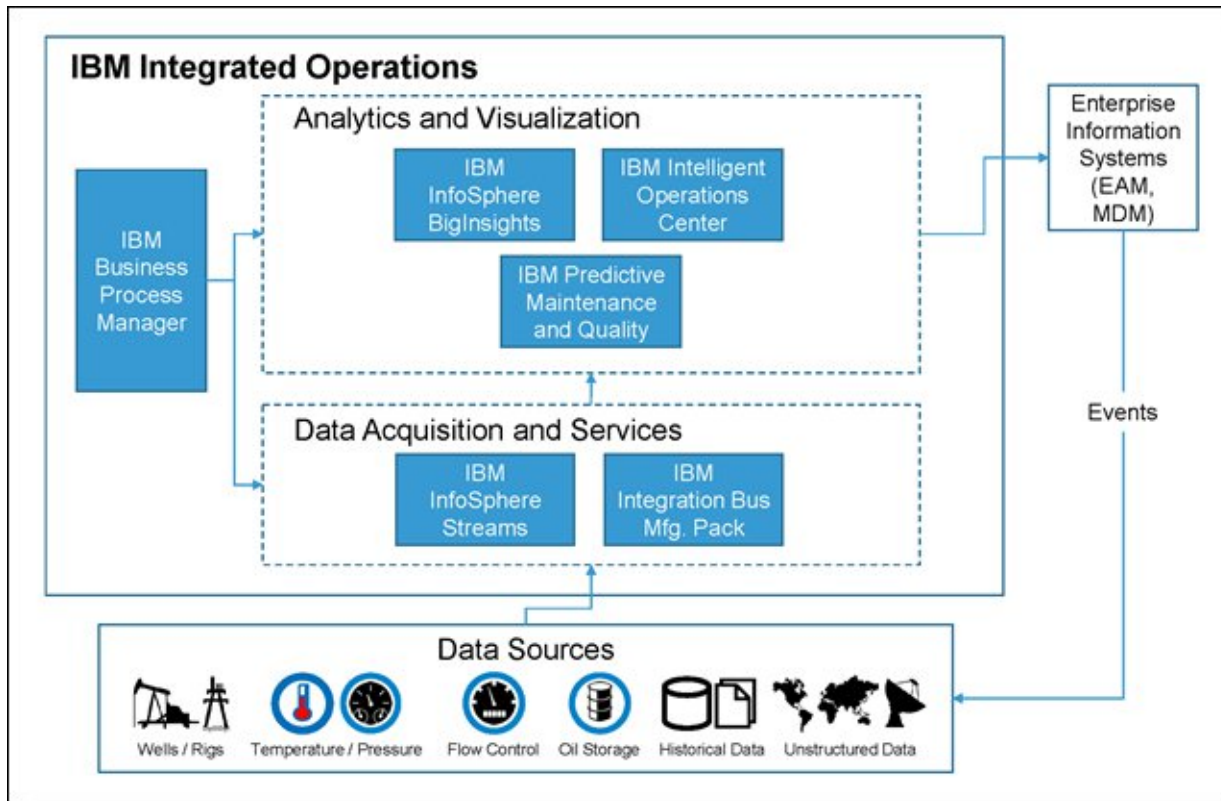 IBM Integrated Operations
Analytics and Visualization
IBM
InfoSphere
BigInsights
IBM Intelligent
Operations
Center
IBM Predictive
Maintenance
and Quality
IBM
Business
Process
Manager
Data Acquisition and Services
IBM
InfoSphere
Streams
IBM
Integration Bus
Mfg. Pack
Enterprise
Information
Systems
(EAM,
MDM)
Events
Data Sources
Wells / Rigs
Temperature / Pressure
Flow Control
Oil Storage
Historical Data
Unstructured Data